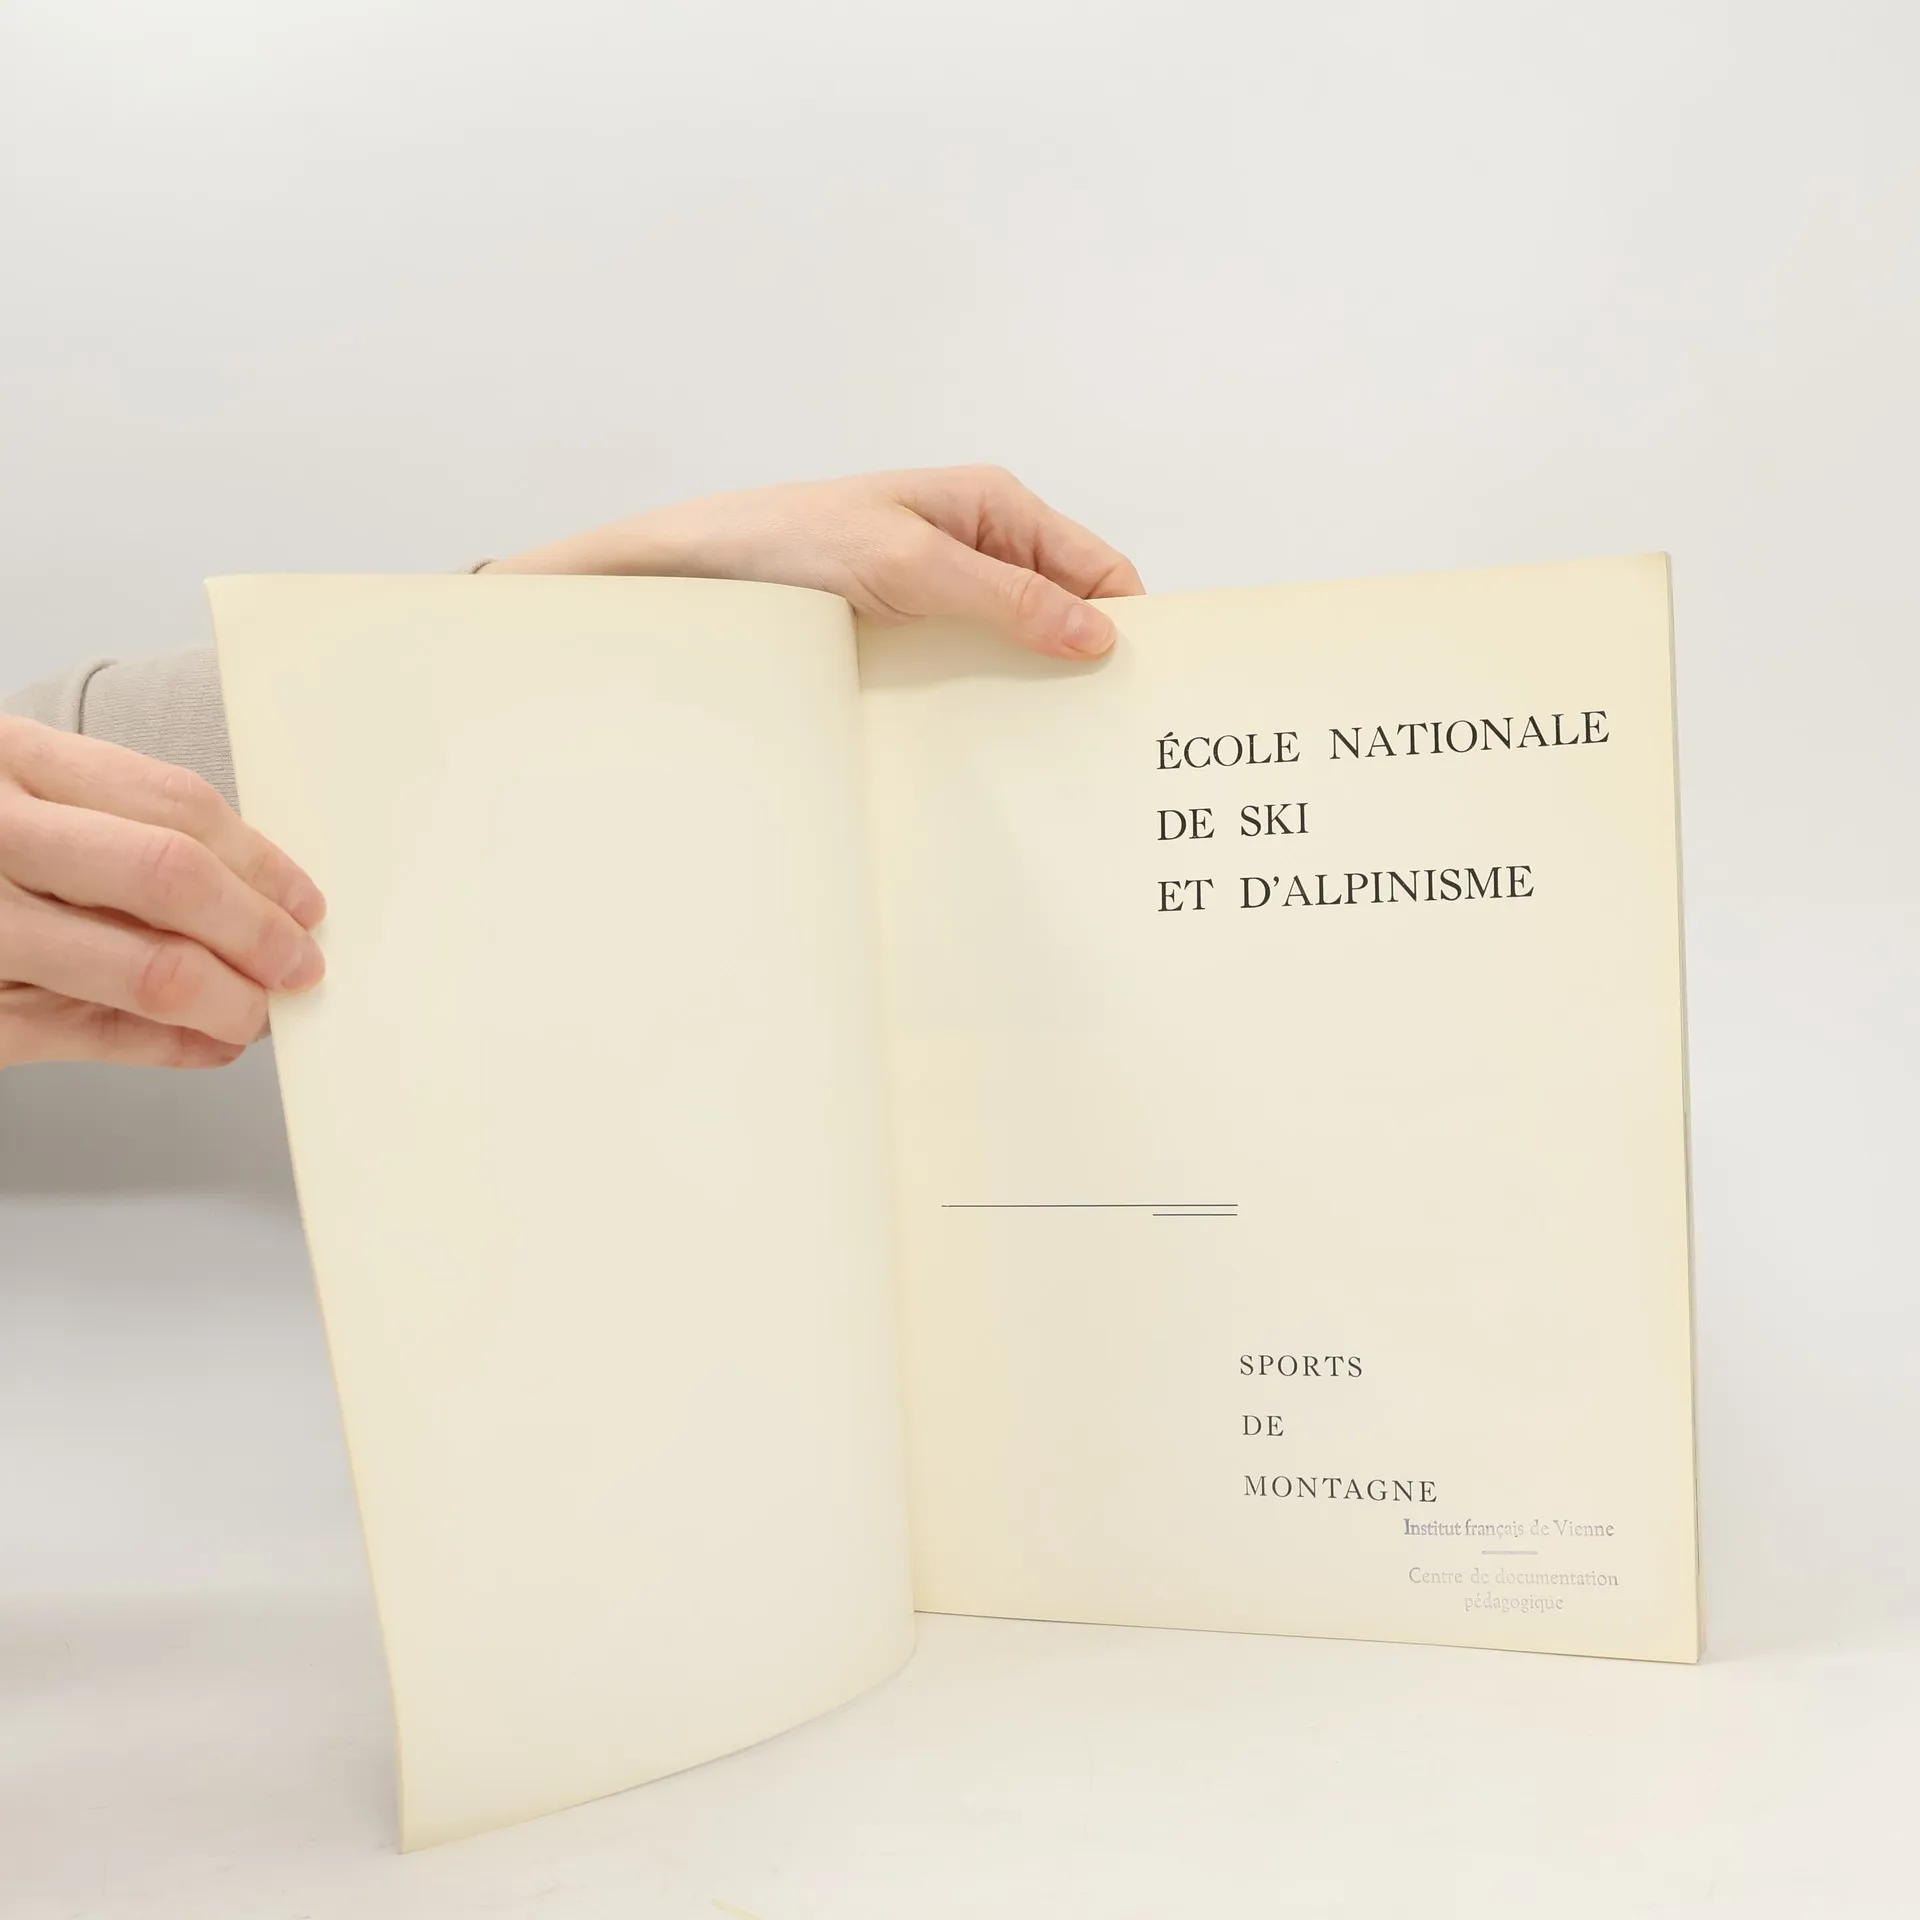 ÉCOLE NATIONALE
DE SKI
ET D'ALPINISME
SPORTS
DE
MONTAGNE
Institut français de Vienne
Centre de documentation
pédagogique